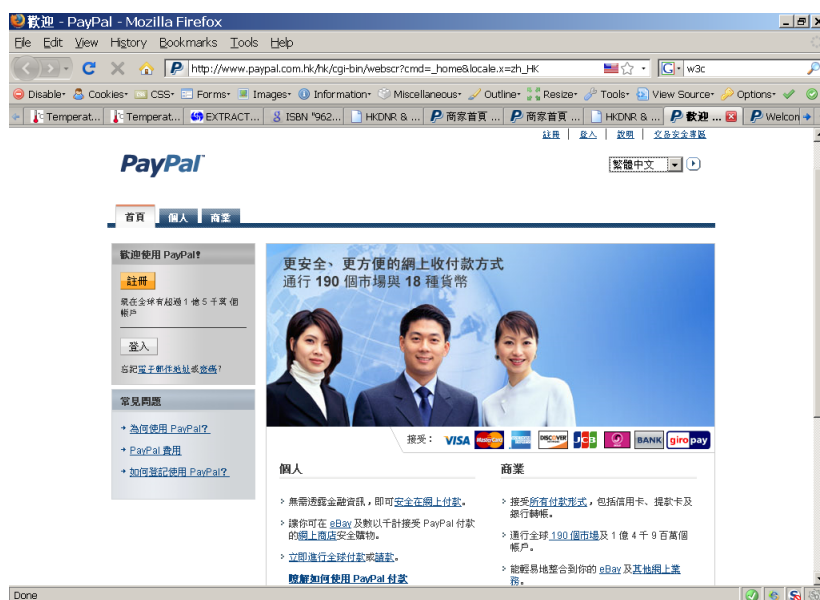 歡迎 - PayPal - Mozilla Firefox
File Edit View History Bookmarks Tools Help
http://www.paypal.com.hk/hk/cgi-bin/webscr?cmd=_home&locale.x=zh_HK
G w3c
Disable Cookies CSS Forms Images Information Miscellaneous Outline Resize Tools View Source Options
Temperat... Temperat... EXTRACT... ISBN "962... HKDNR & ... 商家首頁 ... 商家首頁 ... HKDNR & ... 歡迎 ... Welcon
註冊 | 登入 | 說明 | 交易安全專區
PayPal
繁體中文
首頁 個人 商業
歡迎使用 PayPal!
註冊
現在全球有超過 1 億 5 千萬 個
帳戶
登入
忘記電子郵件地址或密碼?
常見問題
為何使用 PayPal?
PayPal 費用
如何登記使用 PayPal?
更安全、更方便的網上收付款方式
通行 190 個市場與 18 種貨幣
接受: VISA MasterCard DISCOVER JCB BANK giropay
個人
> 無需透露金融資訊,即可安全在網上付款。
> 讓你可在 eBay 及數以千計接受 PayPal 付款
的網上商店安全購物。
> 立即進行全球付款或請款。
瞭解如何使用 PayPal 付款
商業
> 接受所有付款形式,包括信用卡、提款卡及
銀行轉帳。
> 通行全球 190 個市場及 1 億 4 千 9 百萬個
帳戶。
> 能輕易地整合到你的 eBay 及其他網上業
務。
Done